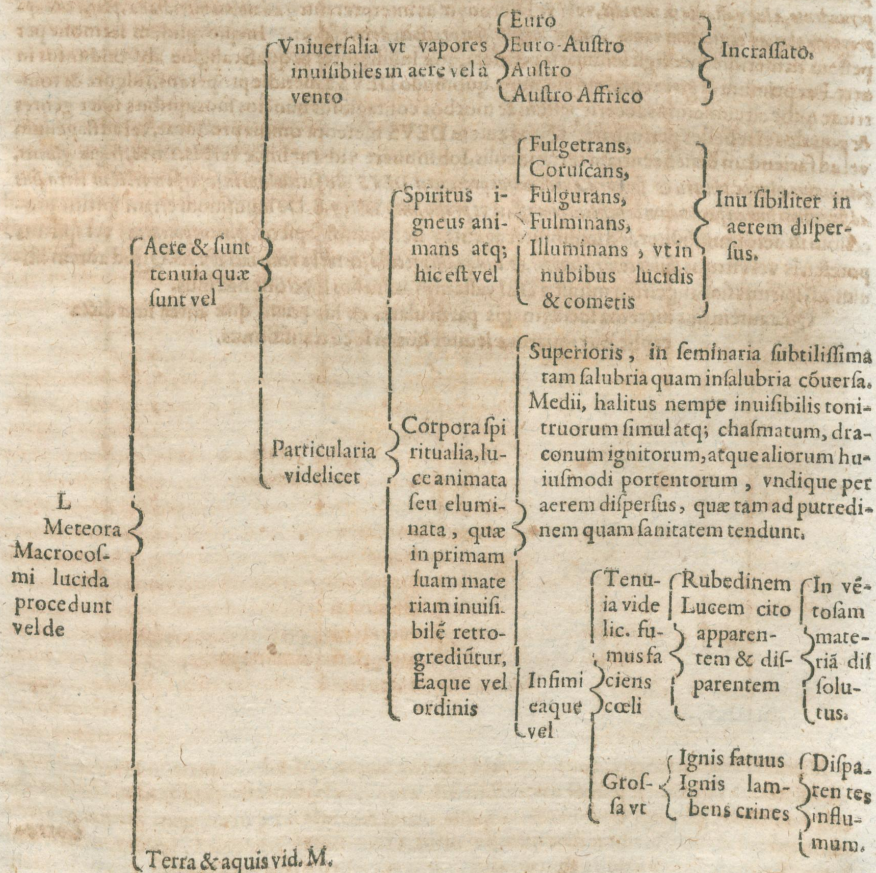 L
Meteora
Macrocoſ-
mi lucida
procedunt
vel de
Aere & ſunt
tenuia quæ
ſunt vel
Vniuerſalia vt vapores
inuiſibiles in aere vel à
vento
Euro
Euro-Auſtro
Auſtro
Auſtro Affrico
Incraſſato.
Particularia
videlicet
Spiritus i-
gneus ani-
mans atq;
hic eſt vel
Fulgetrans,
Coruſcans,
Fulgurans,
Fulminans,
Illuminans, vt in
nubibus lucidis
& cometis
Inuiſibiliter in
aerem diſper-
ſus.
Corpora ſpi
ritualia, lu-
ce animata
ſeu elumi-
nata, quæ
in primam
ſuam mate
riam inuiſi-
bilē retro-
grediūtur,
Eaque vel
ordinis
Superioris, in ſeminaria ſubtiliſſima
tam ſalubria quam inſalubria cōuerſa.
Medii, halitus nempe inuiſibilis toni-
truorum ſimul atq; chaſmatum, dra-
conum ignitorum, atque aliorum hu-
iuſmodi portentorum, vndique per
aerem diſperſus, quæ tam ad putredi-
nem quam ſanitatem tendunt.
Infimi
eaque
vel
Tenu-
ia vide
lic. fu-
mus fa
ciens
cœli
Rubedinem
Lucem cito
apparen-
tem & diſ-
parentem
In vē-
toſam
mate-
riā diſ
ſolu-
tus.
Groſ-
ſa vt
Ignis fatuus
Ignis lam-
bens crines
Diſpa-
ren tes
in flu-
mum.
Terra & aquis vid. M.